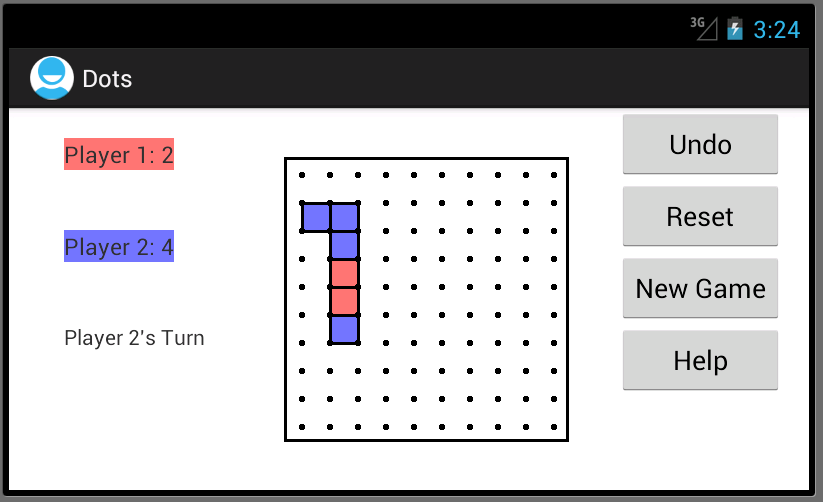 3G 3:24
Dots
Player 1: 2
Player 2: 4
Player 2's Turn
Undo
Reset
New Game
Help